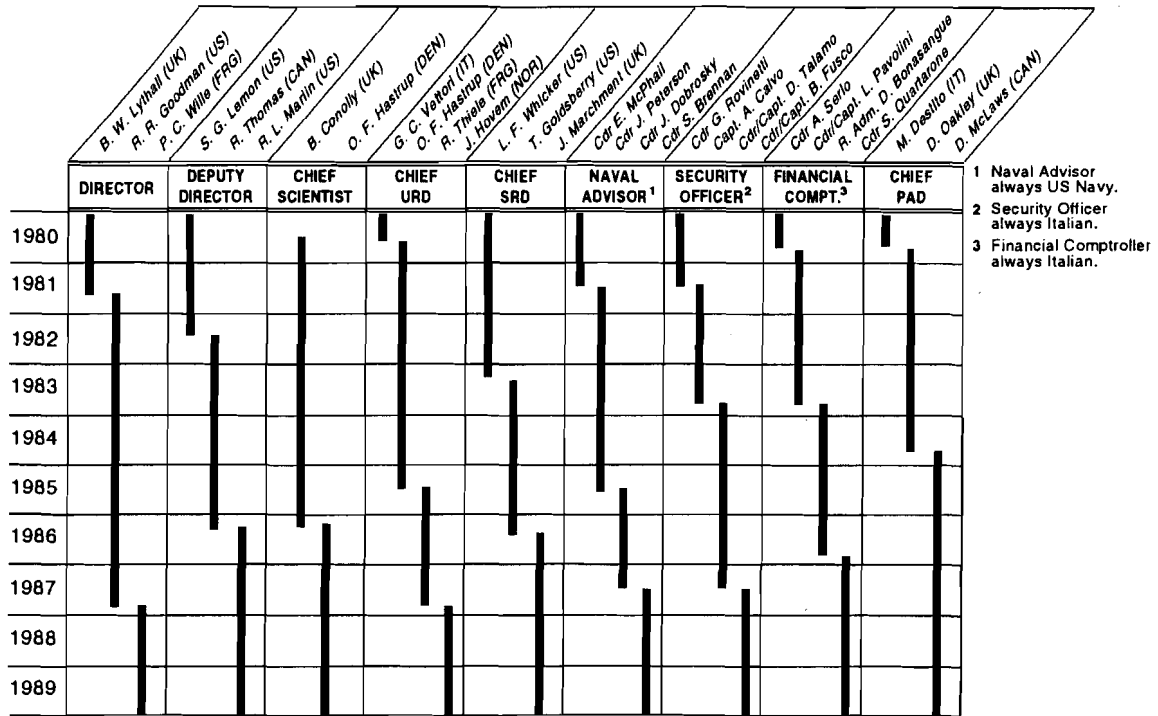 B. W. Lythall (UK)
R. R. Goodman (US)
P. C. Wille (FRG)
S. G. Lemon (US)
R. Thomas (CAN)
R. L. Martin (US)
B. Conolly (UK)
O. F. Hastrup (DEN)
G. C. Vettori (IT)
O. F. Hastrup (DEN)
R. Thiele (FRG)
J. Hovem (NOR)
L. F. Whicker (US)
T. Goldsberry (US)
J. Marchment (UK)
Cdr E. McPhail
Cdr J. Peterson
Cdr J. Dobrosky
Cdr S. Brennan
Cdr G. Rovinetti
Capt. A. Calvo
Cdr/Capt. D. Talamo
Cdr/Capt. B. Fusco
Cdr A. Serlo
Cdr/Capt. L. Pavolini
R. Adm. D. Bonasangue
Cdr S. Quartarone
M. Destito (IT)
D. Oakley (UK)
D. McLaws (CAN)
DIRECTOR
DEPUTY DIRECTOR
CHIEF SCIENTIST
CHIEF URD
CHIEF SRD
NAVAL ADVISOR¹
SECURITY OFFICER²
FINANCIAL COMPT.³
CHIEF PAD
1 Naval Advisor
always US Navy.
2 Security Officer
always Italian.
3 Financial Comptroller
always Italian.
1980
1981
1982
1983
1984
1985
1986
1987
1988
1989